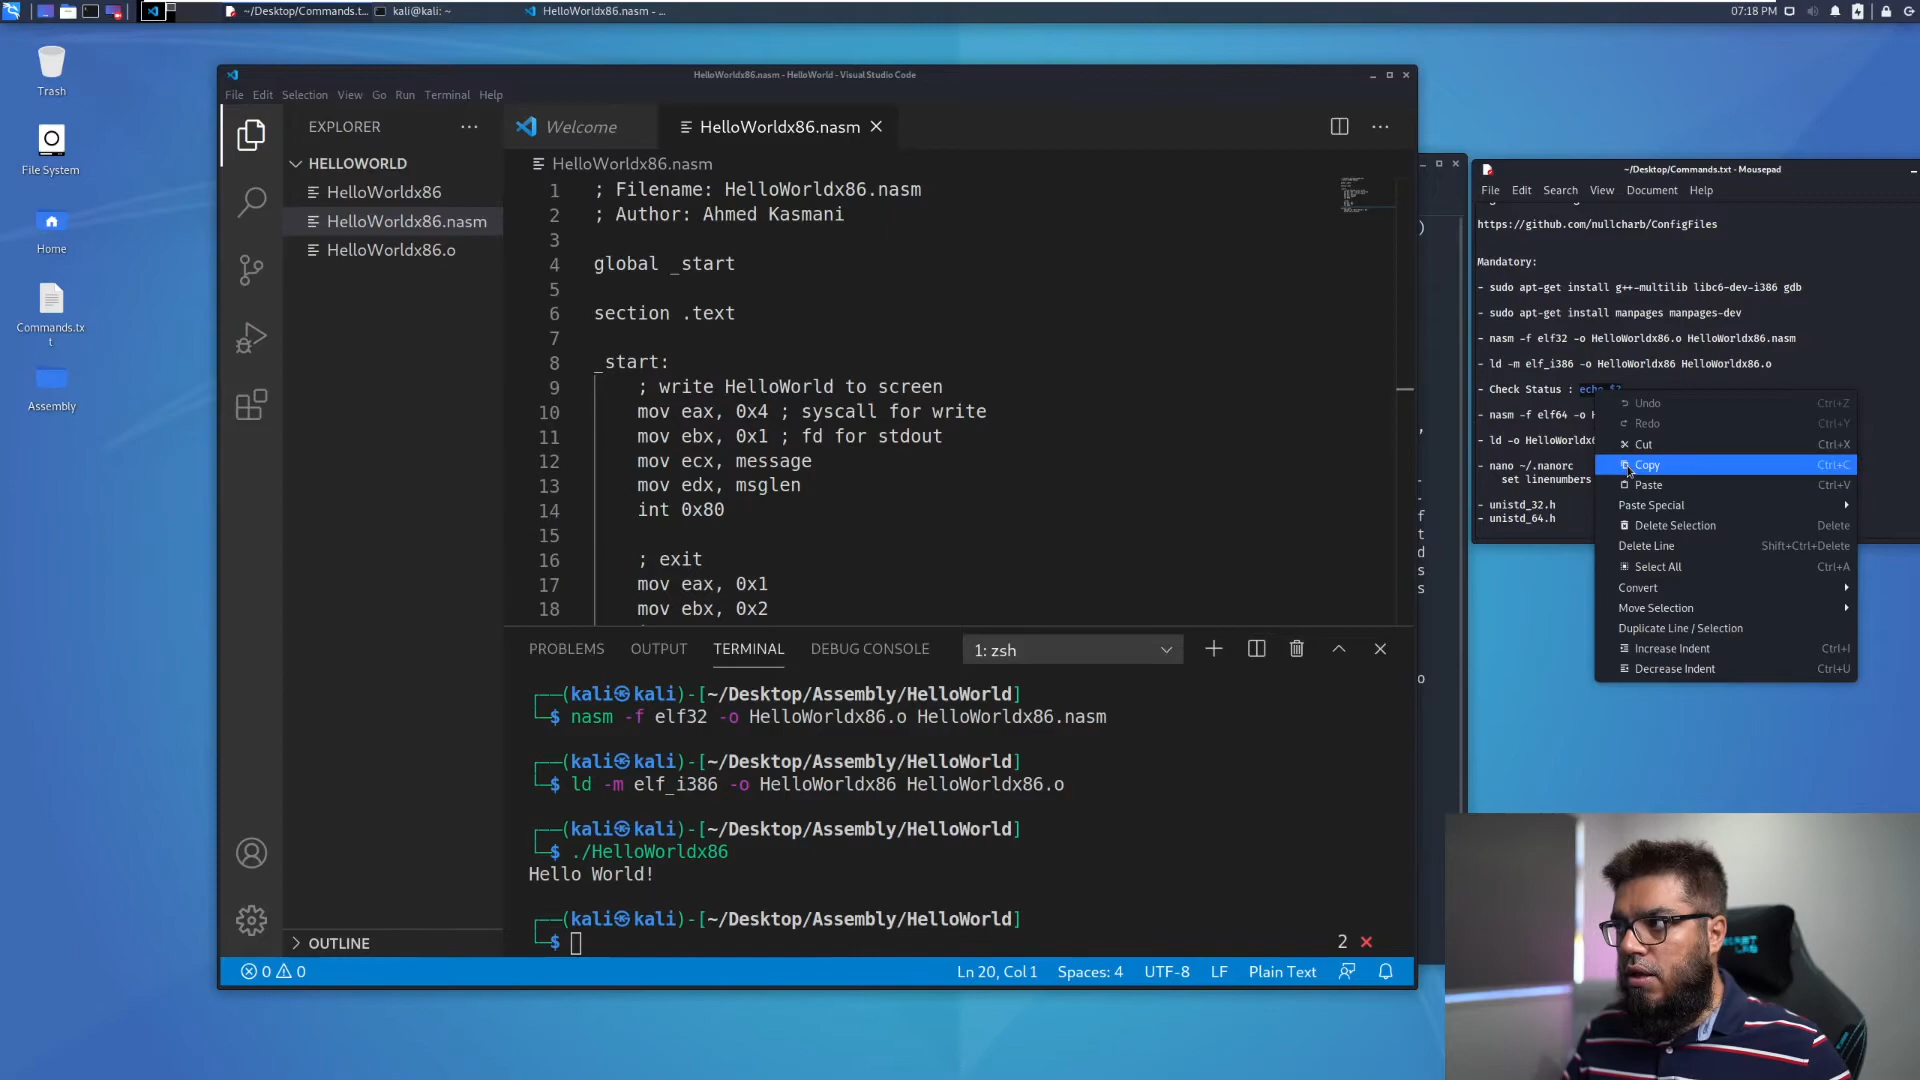 ~/Desktop/Commands.t...
kali@kali: ~
HelloWorldx86.nasm - ...
07:18 PM
Trash
File System
Home
Commands.tx
t
Assembly
HelloWorldx86.nasm - HelloWorld - Visual Studio Code
File Edit Selection View Go Run Terminal Help
EXPLORER
HELLOWORLD
HelloWorldx86
HelloWorldx86.nasm
HelloWorldx86.o
OUTLINE
Welcome
HelloWorldx86.nasm
HelloWorldx86.nasm
1 ; Filename: HelloWorldx86.nasm
2 ; Author: Ahmed Kasmani
3
4 global _start
5
6 section .text
7
8 _start:
9 ; write HelloWorld to screen
10 mov eax, 0x4 ; syscall for write
11 mov ebx, 0x1 ; fd for stdout
12 mov ecx, message
13 mov edx, msglen
14 int 0x80
15
16 ; exit
17 mov eax, 0x1
18 mov ebx, 0x2
PROBLEMS OUTPUT TERMINAL DEBUG CONSOLE
1: zsh
(kali㉿kali)-[~/Desktop/Assembly/HelloWorld]
$ nasm -f elf32 -o HelloWorldx86.o HelloWorldx86.nasm
(kali㉿kali)-[~/Desktop/Assembly/HelloWorld]
$ ld -m elf_i386 -o HelloWorldx86 HelloWorldx86.o
(kali㉿kali)-[~/Desktop/Assembly/HelloWorld]
$ ./HelloWorldx86
Hello World!
(kali㉿kali)-[~/Desktop/Assembly/HelloWorld]
$
2
0 0
Ln 20, Col 1 Spaces: 4 UTF-8 LF Plain Text
~/Desktop/Commands.txt - Mousepad
File Edit Search View Document Help
https://github.com/nullcharb/ConfigFiles
Mandatory:
- sudo apt-get install g++-multilib libc6-dev-i386 gdb
- sudo apt-get install manpages manpages-dev
- nasm -f elf32 -o HelloWorldx86.o HelloWorldx86.nasm
- ld -m elf_i386 -o HelloWorldx86 HelloWorldx86.o
- Check Status : echo $?
- nasm -f elf64 -o H
- ld -o HelloWorldx6
- nano ~/.nanorc
set linenumbers
- unistd_32.h
- unistd_64.h
Undo Ctrl+Z
Redo Ctrl+Y
Cut Ctrl+X
Copy Ctrl+C
Paste Ctrl+V
Paste Special
Delete Selection Delete
Delete Line Shift+Ctrl+Delete
Select All Ctrl+A
Convert
Move Selection
Duplicate Line / Selection
Increase Indent Ctrl+I
Decrease Indent Ctrl+U